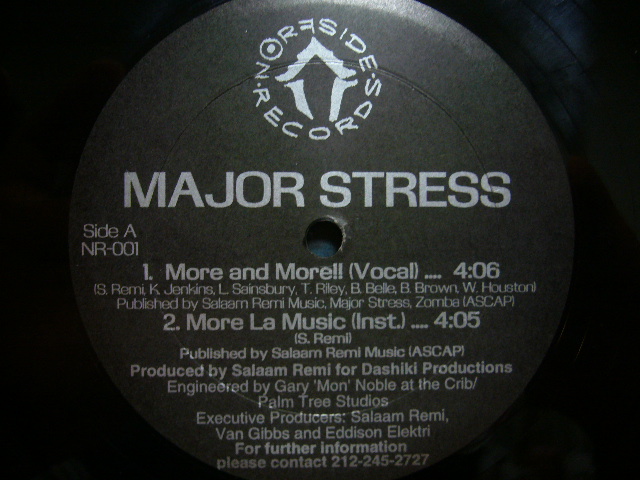 NORFSIDE'S RECORDS
MAJOR STRESS
Side A
NR-001
1. More and More!! (Vocal) .... 4:06
(S. Remi, K. Jenkins, L. Sainsbury, T. Riley, B. Belle, B. Brown, W. Houston)
Published by Salaam Remi Music, Major Stress, Zomba (ASCAP)
2. More La Music (Inst.) .... 4:05
(S. Remi)
Published by Salaam Remi Music (ASCAP)
Produced by Salaam Remi for Dashiki Productions
Engineered by Gary 'Mon' Noble at the Crib/
Palm Tree Studios
Executive Producers: Salaam Remi,
Van Gibbs and Eddison Elektri
For further information
please contact 212-245-2727